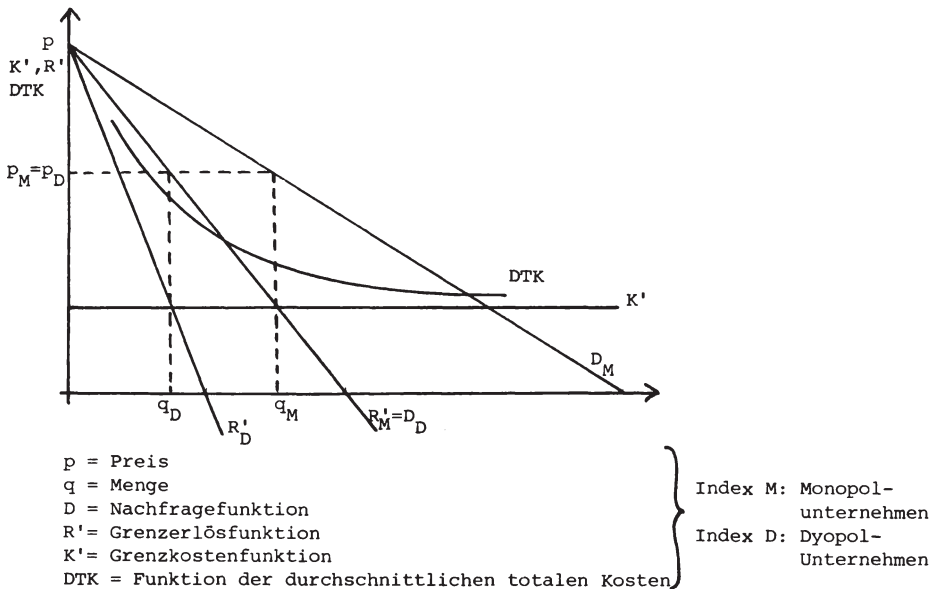 p
K',R'
DTK
p_M=p_D
DTK
K'
D_M
q_D
q_M
R'_D
R'_M=D_D
p = Preis
q = Menge
D = Nachfragefunktion
R'= Grenzerlösfunktion
K'= Grenzkostenfunktion
DTK = Funktion der durchschnittlichen totalen Kosten
Index M: Monopol-
unternehmen
Index D: Dyopol-
Unternehmen